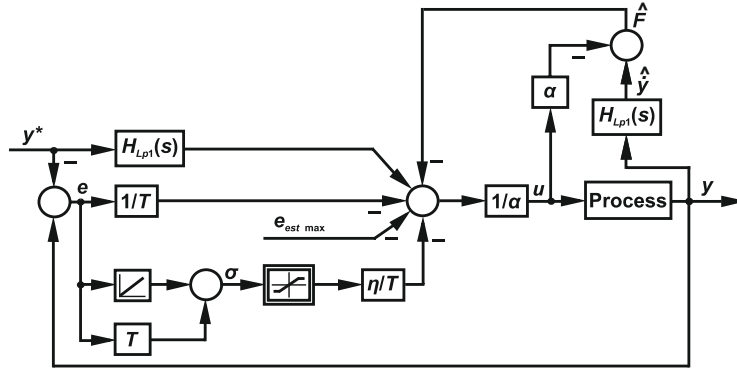 F̂
α
ŷ̇
H_Lp1(s)
y*
H_Lp1(s)
e
1/T
1/α
u
Process
y
e_est max
σ
η/T
T